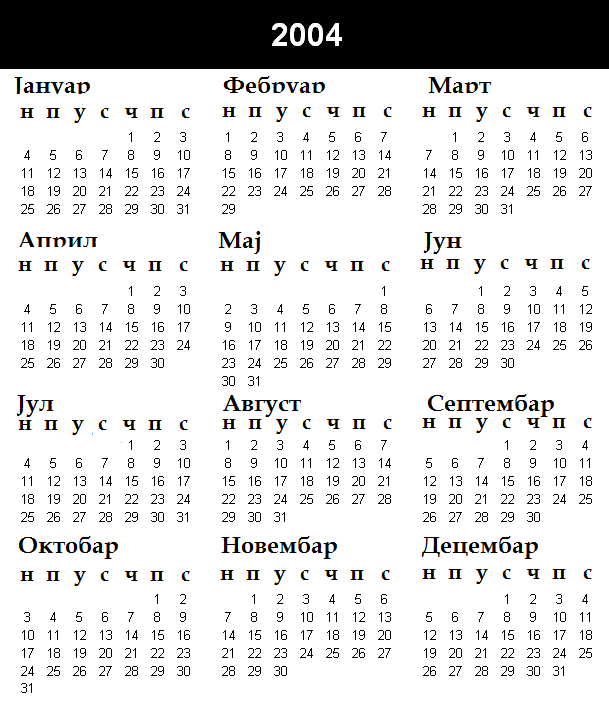 2004
Јануар
н п у с ч п с
1 2 3
4 5 6 7 8 9 10
11 12 13 14 15 16 17
18 19 20 21 22 23 24
25 26 27 28 29 30 31
Фебруар
н п у с ч п с
1 2 3 4 5 6 7
8 9 10 11 12 13 14
15 16 17 18 19 20 21
22 23 24 25 26 27 28
29
Март
н п у с ч п с
1 2 3 4 5 6
7 8 9 10 11 12 13
14 15 16 17 18 19 20
21 22 23 24 25 26 27
28 29 30 31
Април
н п у с ч п с
1 2 3
4 5 6 7 8 9 10
11 12 13 14 15 16 17
18 19 20 21 22 23 24
25 26 27 28 29 30
Мај
н п у с ч п с
1
2 3 4 5 6 7 8
9 10 11 12 13 14 15
16 17 18 19 20 21 22
23 24 25 26 27 28 29
30 31
Јун
н п у с ч п с
1 2 3 4 5
6 7 8 9 10 11 12
13 14 15 16 17 18 19
20 21 22 23 24 25 26
27 28 29 30
Јул
н п у с ч п с
1 2 3
4 5 6 7 8 9 10
11 12 13 14 15 16 17
18 19 20 21 22 23 24
25 26 27 28 29 30 31
Август
н п у с ч п с
1 2 3 4 5 6 7
8 9 10 11 12 13 14
15 16 17 18 19 20 21
22 23 24 25 26 27 28
29 30 31
Септембар
н п у с ч п с
1 2 3 4
5 6 7 8 9 10 11
12 13 14 15 16 17 18
19 20 21 22 23 24 25
26 27 28 29 30
Октобар
н п у с ч п с
1 2
3 4 5 6 7 8 9
10 11 12 13 14 15 16
17 18 19 20 21 22 23
24 25 26 27 28 29 30
31
Новембар
н п у с ч п с
1 2 3 4 5 6
7 8 9 10 11 12 13
14 15 16 17 18 19 20
21 22 23 24 25 26 27
28 29 30
Децембар
н п у с ч п с
1 2 3 4
5 6 7 8 9 10 11
12 13 14 15 16 17 18
19 20 21 22 23 24 25
26 27 28 29 30 31